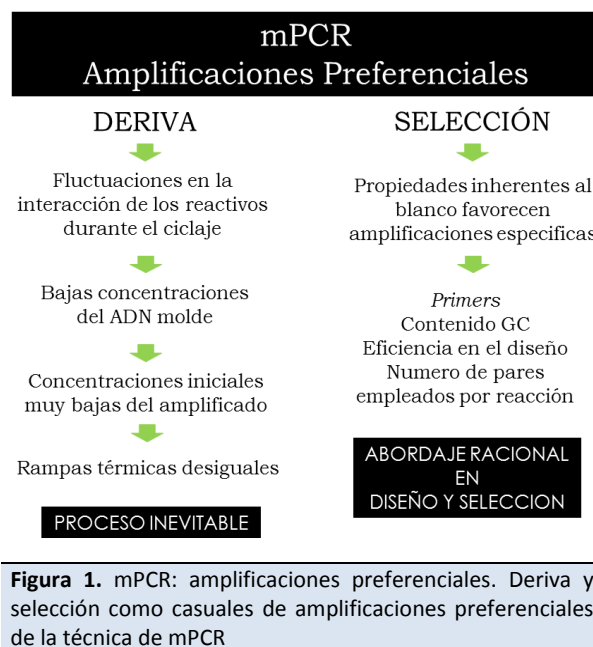 mPCR
Amplificaciones Preferenciales
DERIVA
Fluctuaciones en la
interacción de los reactivos
durante el ciclaje
Bajas concentraciones
del ADN molde
Concentraciones iniciales
muy bajas del amplificado
Rampas térmicas desiguales
PROCESO INEVITABLE
SELECCIÓN
Propiedades inherentes al
blanco favorecen
amplificaciones especificas
Primers
Contenido GC
Eficiencia en el diseño
Numero de pares
empleados por reacción
ABORDAJE RACIONAL
EN
DISEÑO Y SELECCION
Figura 1. mPCR: amplificaciones preferenciales. Deriva y
selección como casuales de amplificaciones preferenciales
de la técnica de mPCR